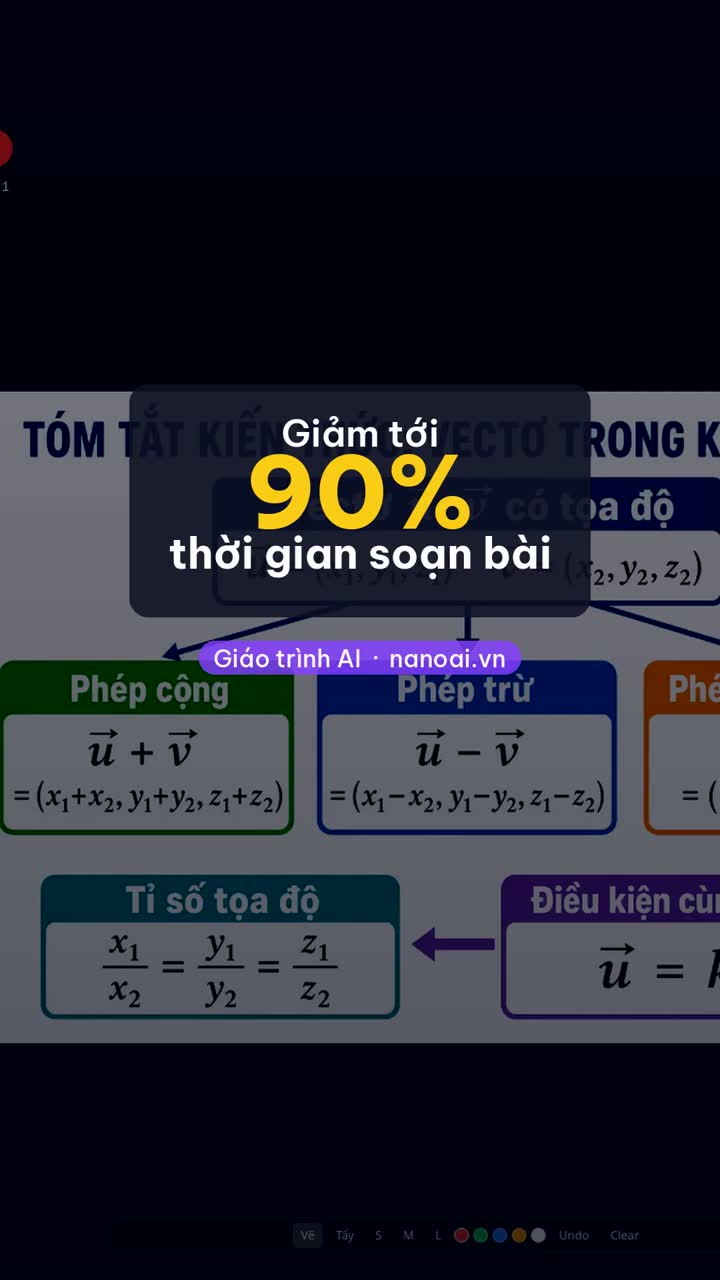 1
TÓM TẮT KIẾN THỨC VECTƠ TRONG K
Giảm tới
90%
thời gian soạn bài
có tọa độ
(x₂, y₂, z₂)
Giáo trình AI · nanoai.vn
Phép cộng
Phép trừ
Phé
u⃗ + v⃗
u⃗ − v⃗
= (x₁+x₂, y₁+y₂, z₁+z₂)
= (x₁−x₂, y₁−y₂, z₁−z₂)
= (
Tỉ số tọa độ
Điều kiện cùn
x₁/x₂ = y₁/y₂ = z₁/z₂
u⃗ = k
Vẽ Tẩy S M L Undo Clear